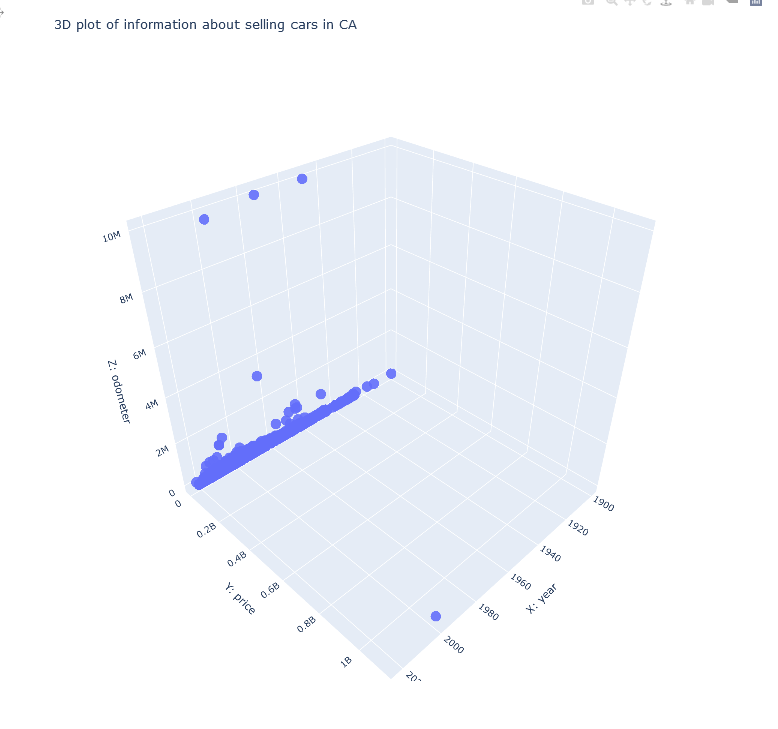 3D plot of information about selling cars in CA
10M
8M
6M
4M
2M
0
Z: odometer
0
0.2B
0.4B
0.6B
0.8B
1B
Y: price
1900
1920
1940
1960
1980
2000
X: year